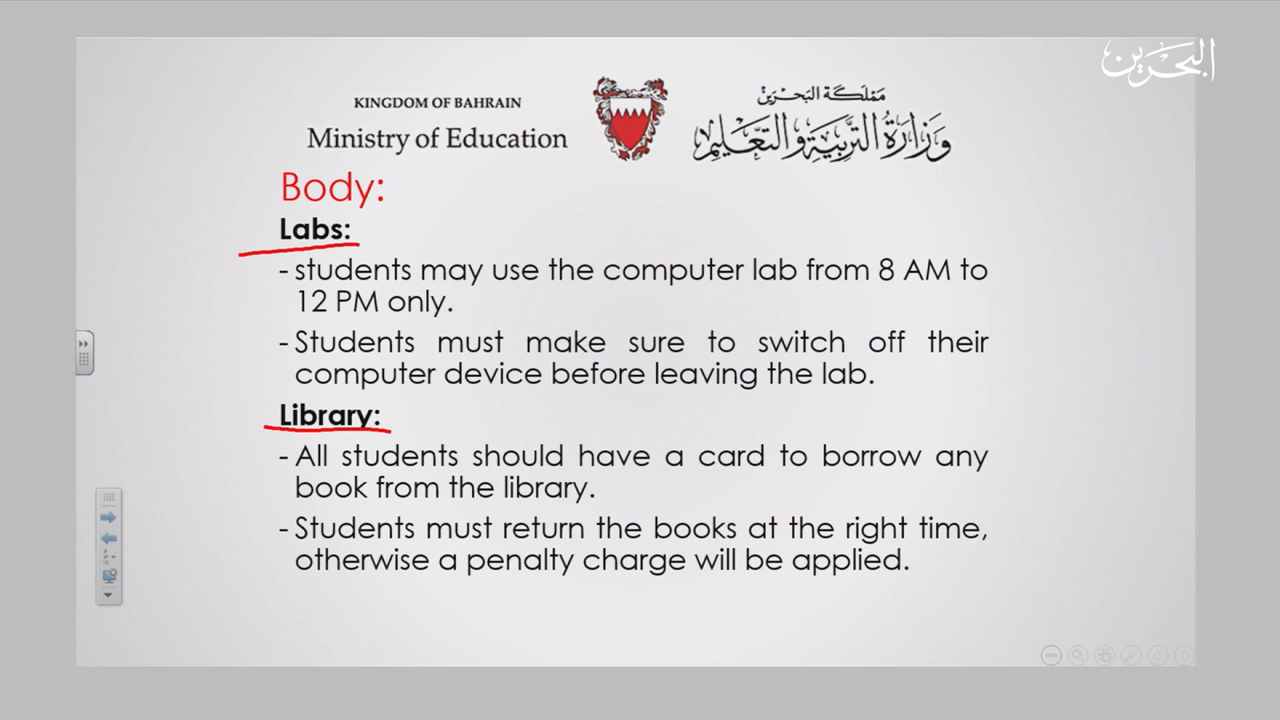 البحرين
KINGDOM OF BAHRAIN
Ministry of Education
مملكة البحرين
وزارة التربية والتعليم
Body:
Labs:
- students may use the computer lab from 8 AM to
12 PM only.
- Students must make sure to switch off their
computer device before leaving the lab.
Library:
- All students should have a card to borrow any
book from the library.
- Students must return the books at the right time,
otherwise a penalty charge will be applied.